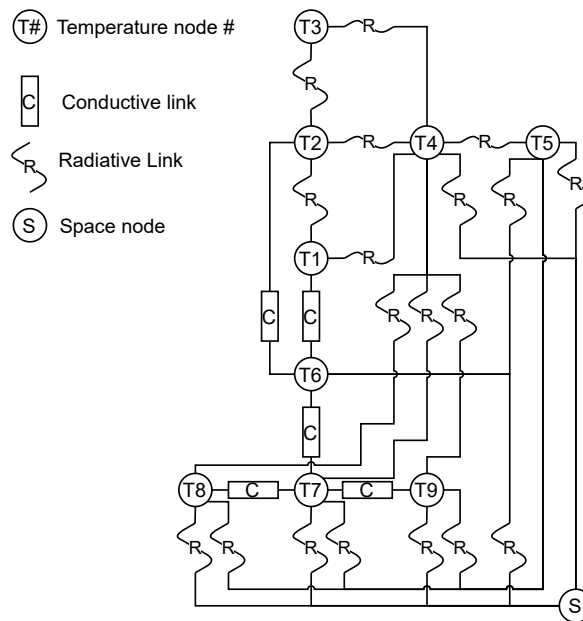 T# Temperature node #
C Conductive link
R Radiative Link
S Space node
T3 R
R
T2 R T4 R T5
R R R R
T1 R
C C
R R R
T6
C
T8 C T7 C T9
R R R R R R R
S